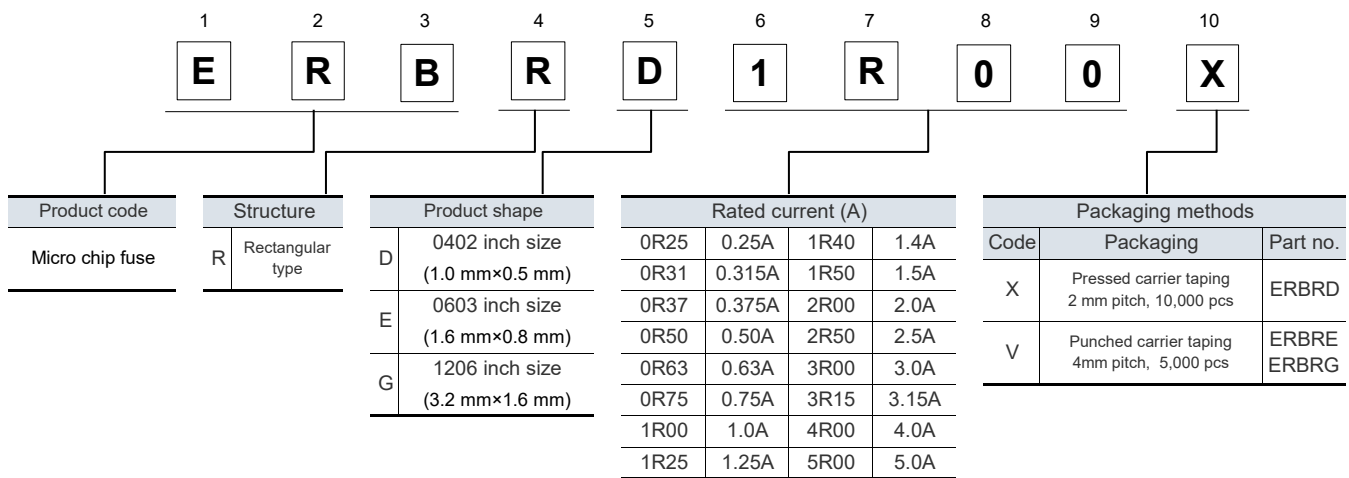 1 2 3 4 5 6 7 8 9 10
E R B R D 1 R 0 0 X
Product code
Micro chip fuse
Structure
R Rectangular
type
Product shape
D 0402 inch size
(1.0 mm×0.5 mm)
E 0603 inch size
(1.6 mm×0.8 mm)
G 1206 inch size
(3.2 mm×1.6 mm)
Rated current (A)
0R25 0.25A 1R40 1.4A
0R31 0.315A 1R50 1.5A
0R37 0.375A 2R00 2.0A
0R50 0.50A 2R50 2.5A
0R63 0.63A 3R00 3.0A
0R75 0.75A 3R15 3.15A
1R00 1.0A 4R00 4.0A
1R25 1.25A 5R00 5.0A
Packaging methods
Code Packaging Part no.
X Pressed carrier taping
2 mm pitch, 10,000 pcs ERBRD
V Punched carrier taping
4mm pitch, 5,000 pcs ERBRE
ERBRG